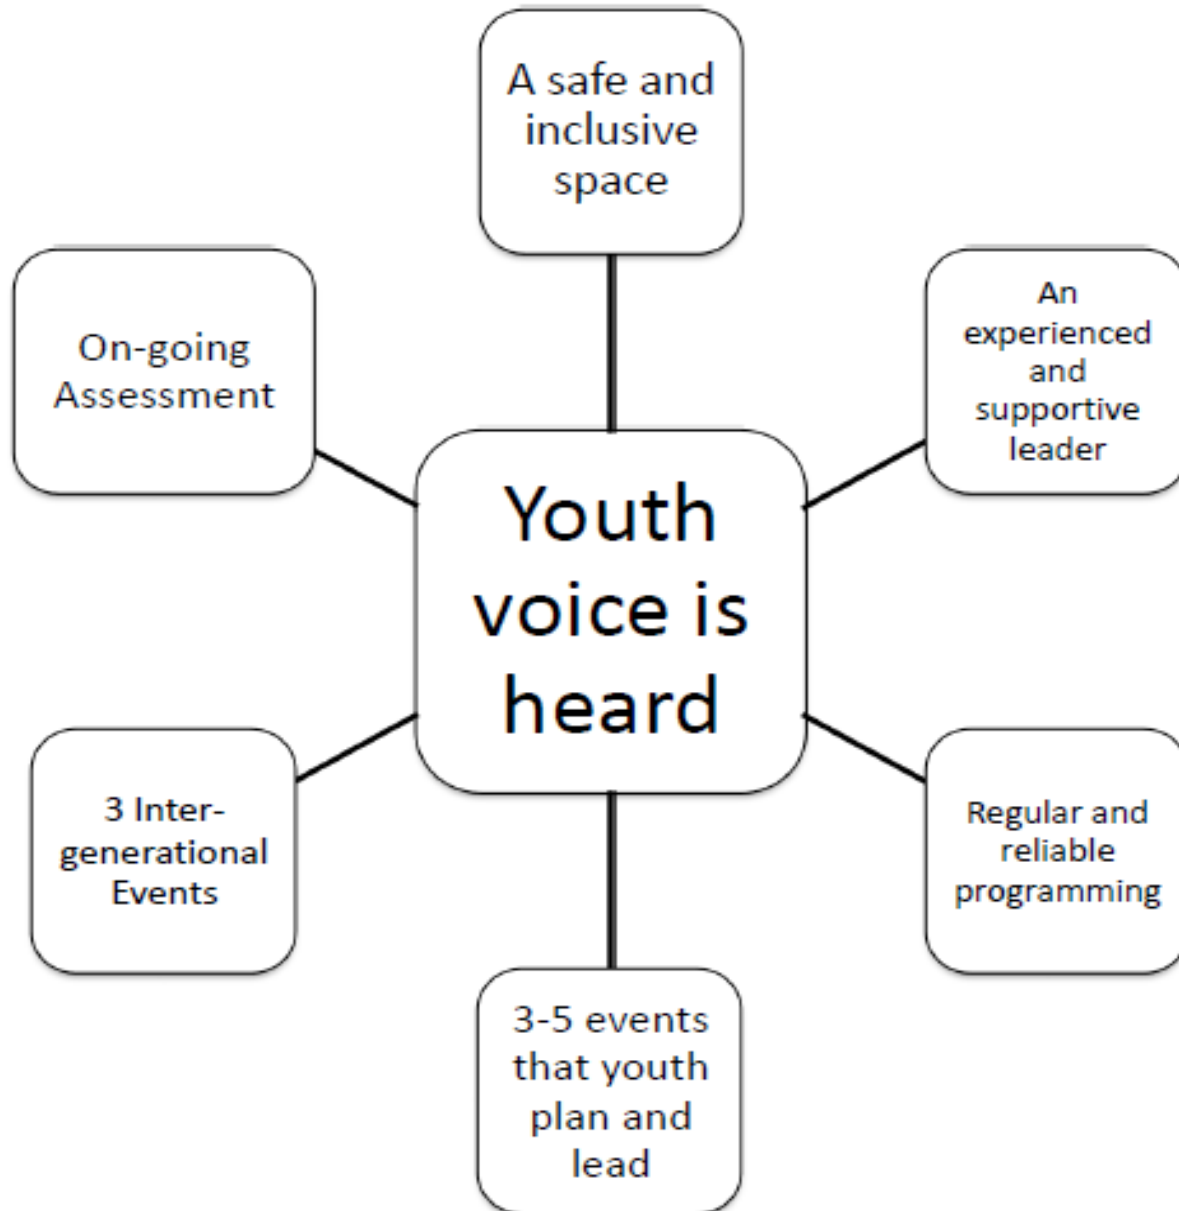 A safe and
inclusive
space
An
experienced
and
supportive
leader
On-going
Assessment
Youth
voice is
heard
3 Inter-
generational
Events
Regular and
reliable
programming
3-5 events
that youth
plan and
lead